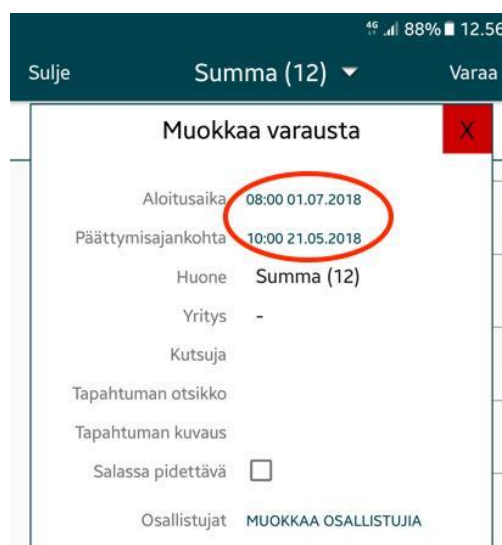 4G 88% 12.56
Sulje Summa (12) Varaa
Muokkaa varausta X
Aloitusaika 08:00 01.07.2018
Päättymisajankohta 10:00 21.05.2018
Huone Summa (12)
Yritys -
Kutsuja
Tapahtuman otsikko
Tapahtuman kuvaus
Salassa pidettävä
Osallistujat MUOKKAA OSALLISTUJIA